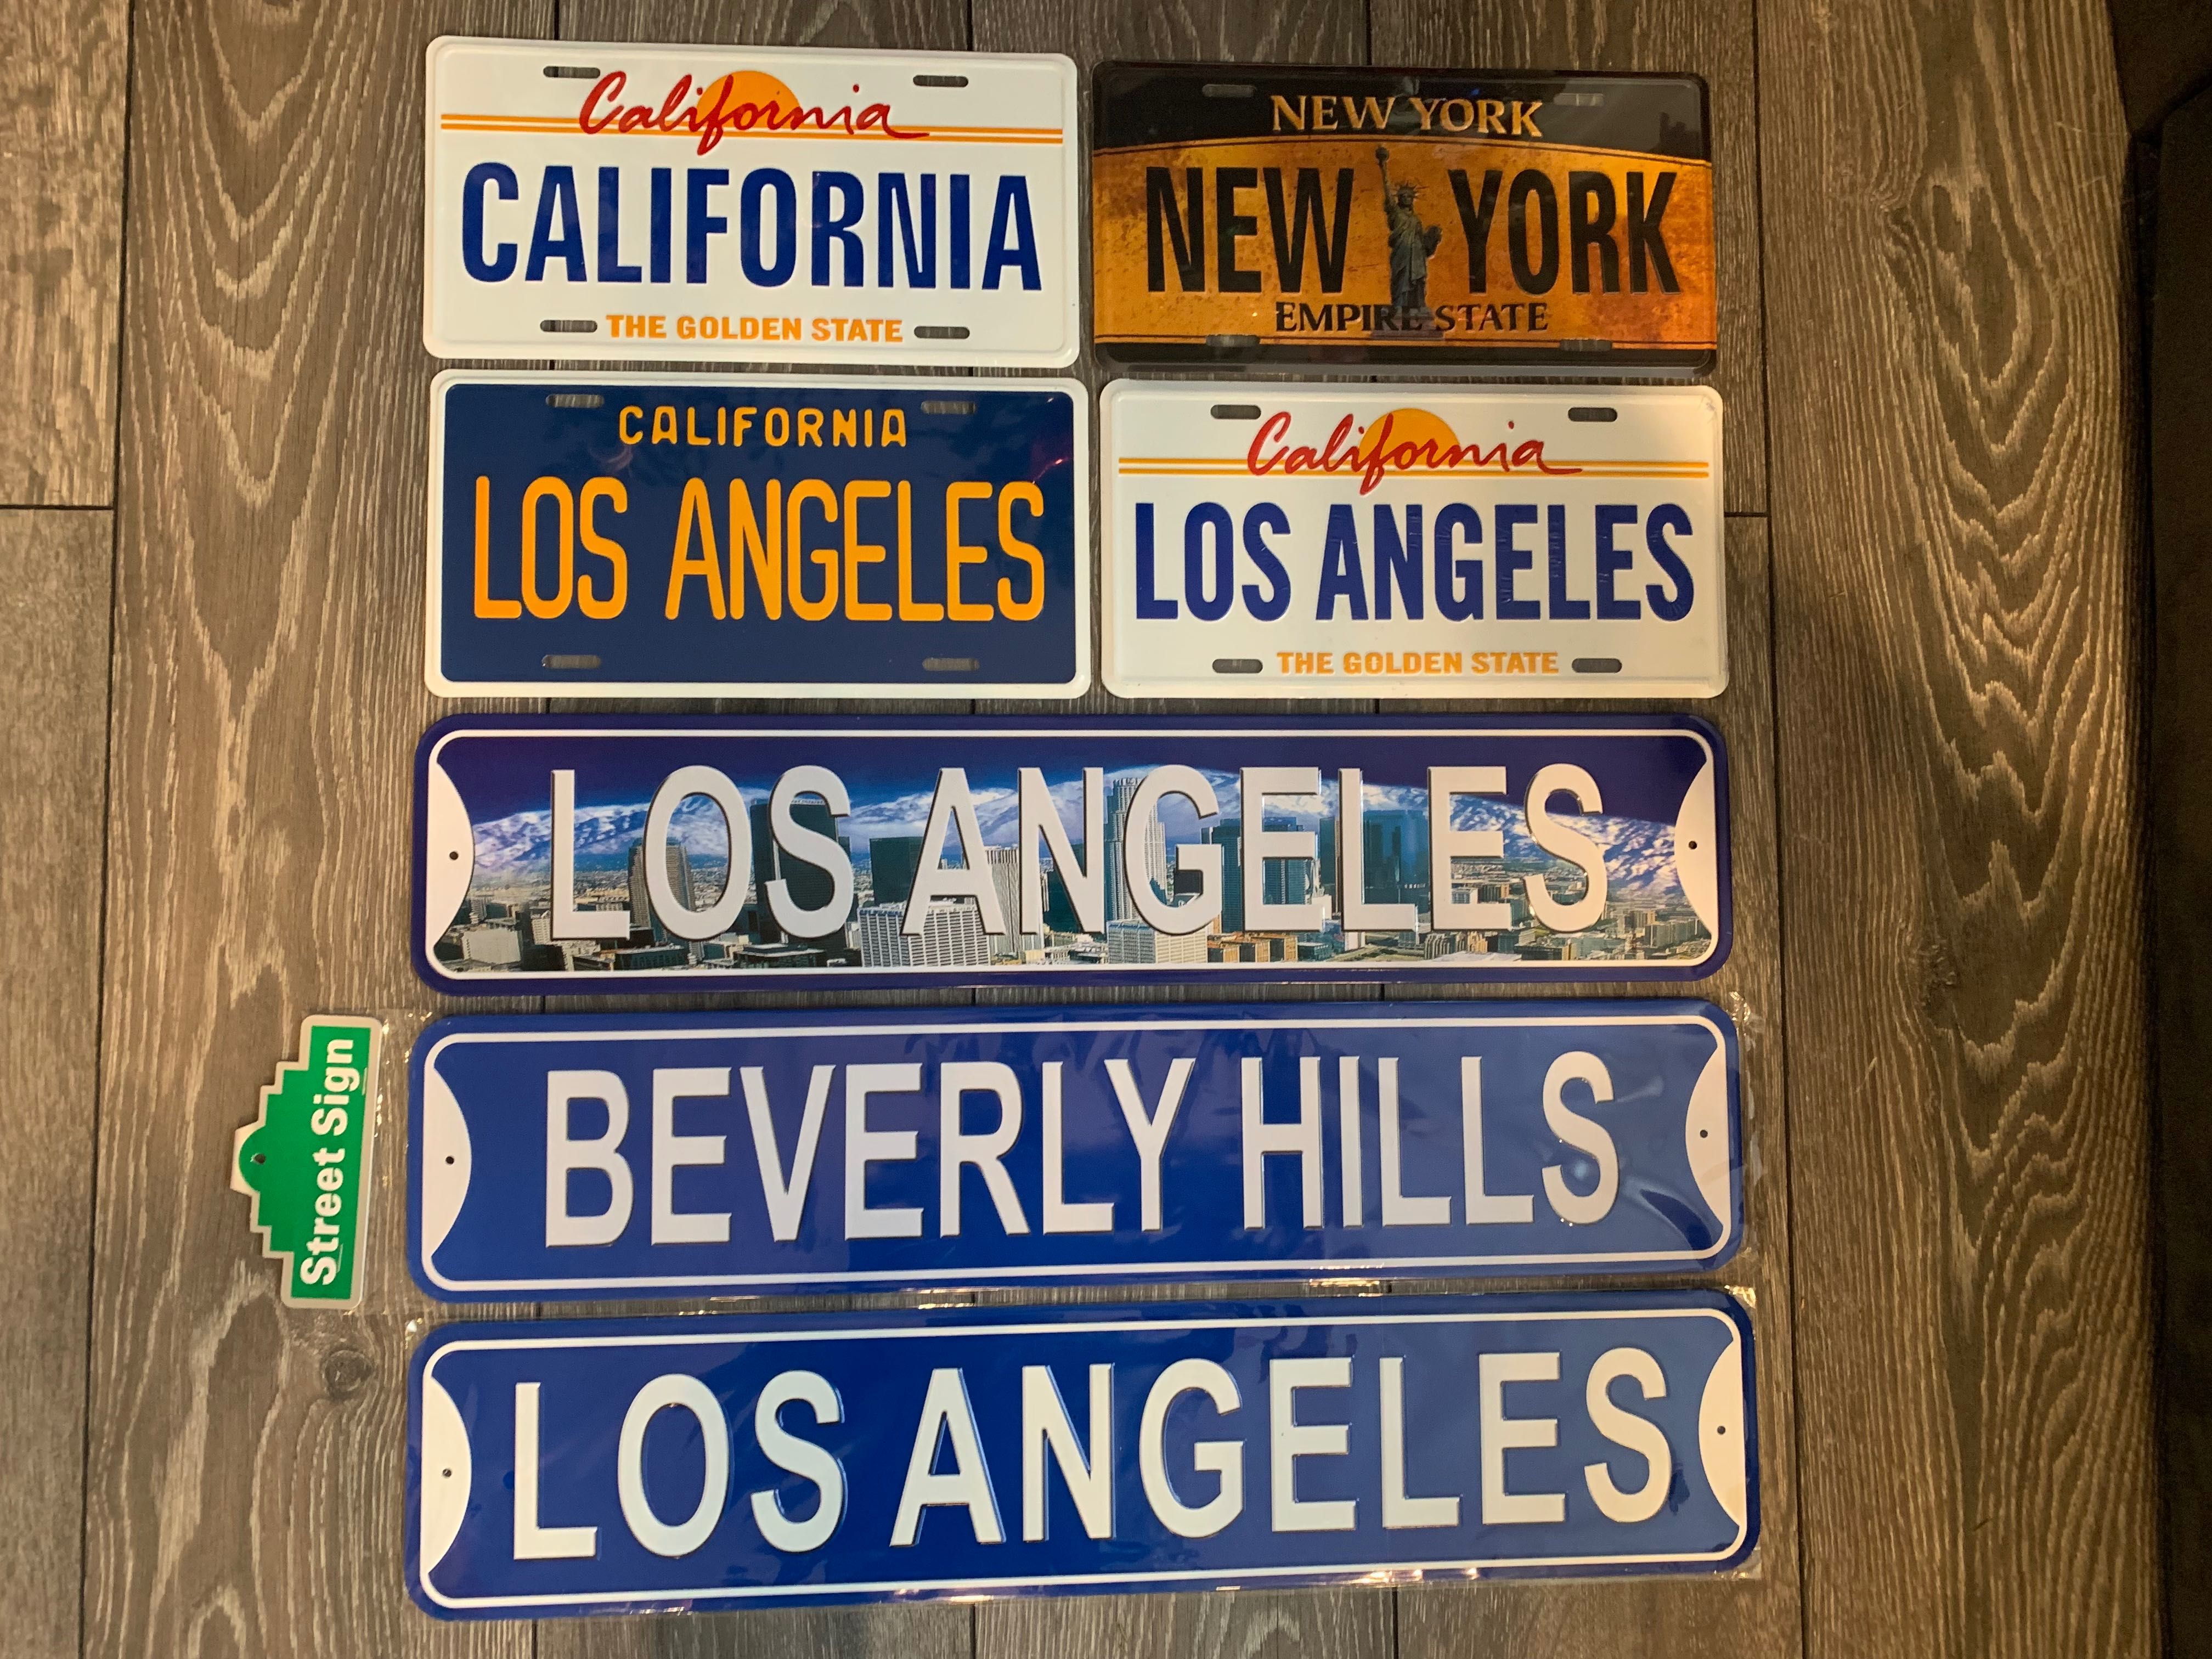 California
CALIFORNIA
THE GOLDEN STATE
NEW YORK
NEW YORK
EMPIRE STATE
CALIFORNIA
LOS ANGELES
California
LOS ANGELES
THE GOLDEN STATE
LOS ANGELES
Street Sign
BEVERLY HILLS
LOS ANGELES